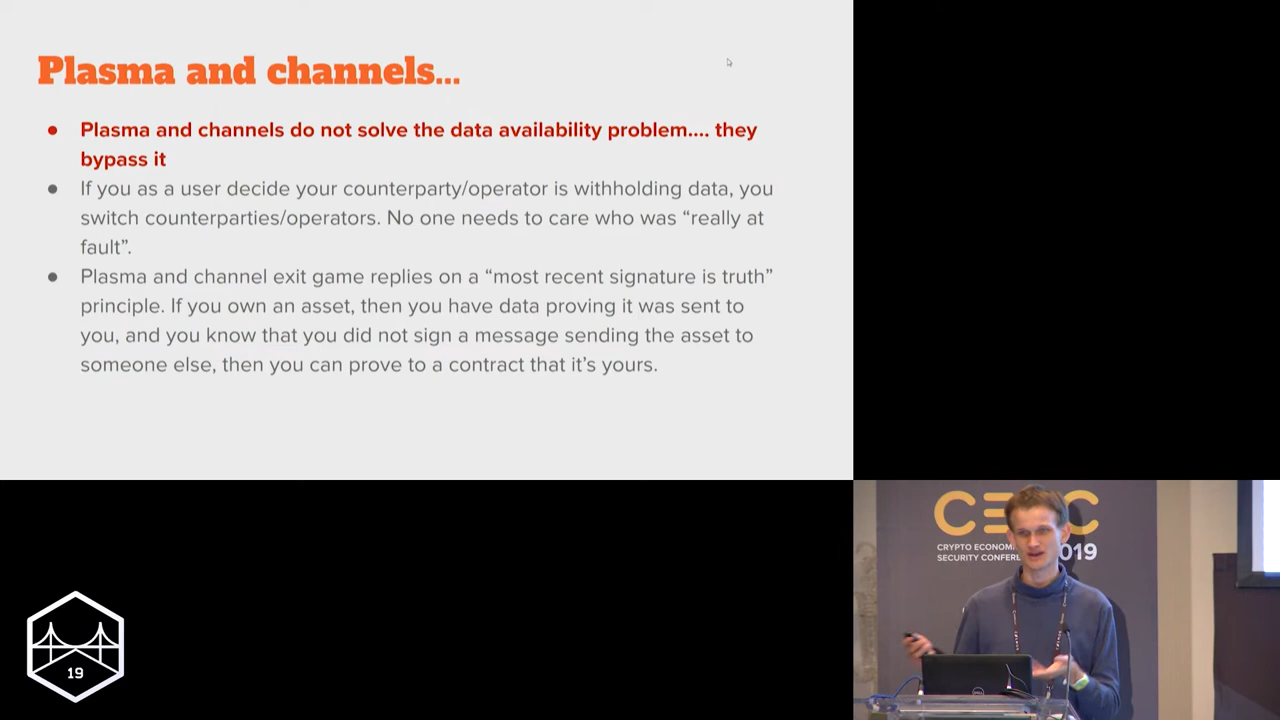 Plasma and channels...
Plasma and channels do not solve the data availability problem.... they
bypass it
If you as a user decide your counterparty/operator is withholding data, you
switch counterparties/operators. No one needs to care who was “really at
fault”.
Plasma and channel exit game replies on a “most recent signature is truth”
principle. If you own an asset, then you have data proving it was sent to
you, and you know that you did not sign a message sending the asset to
someone else, then you can prove to a contract that it’s yours.
CRYPTO
SECURITY
019
DELL
19